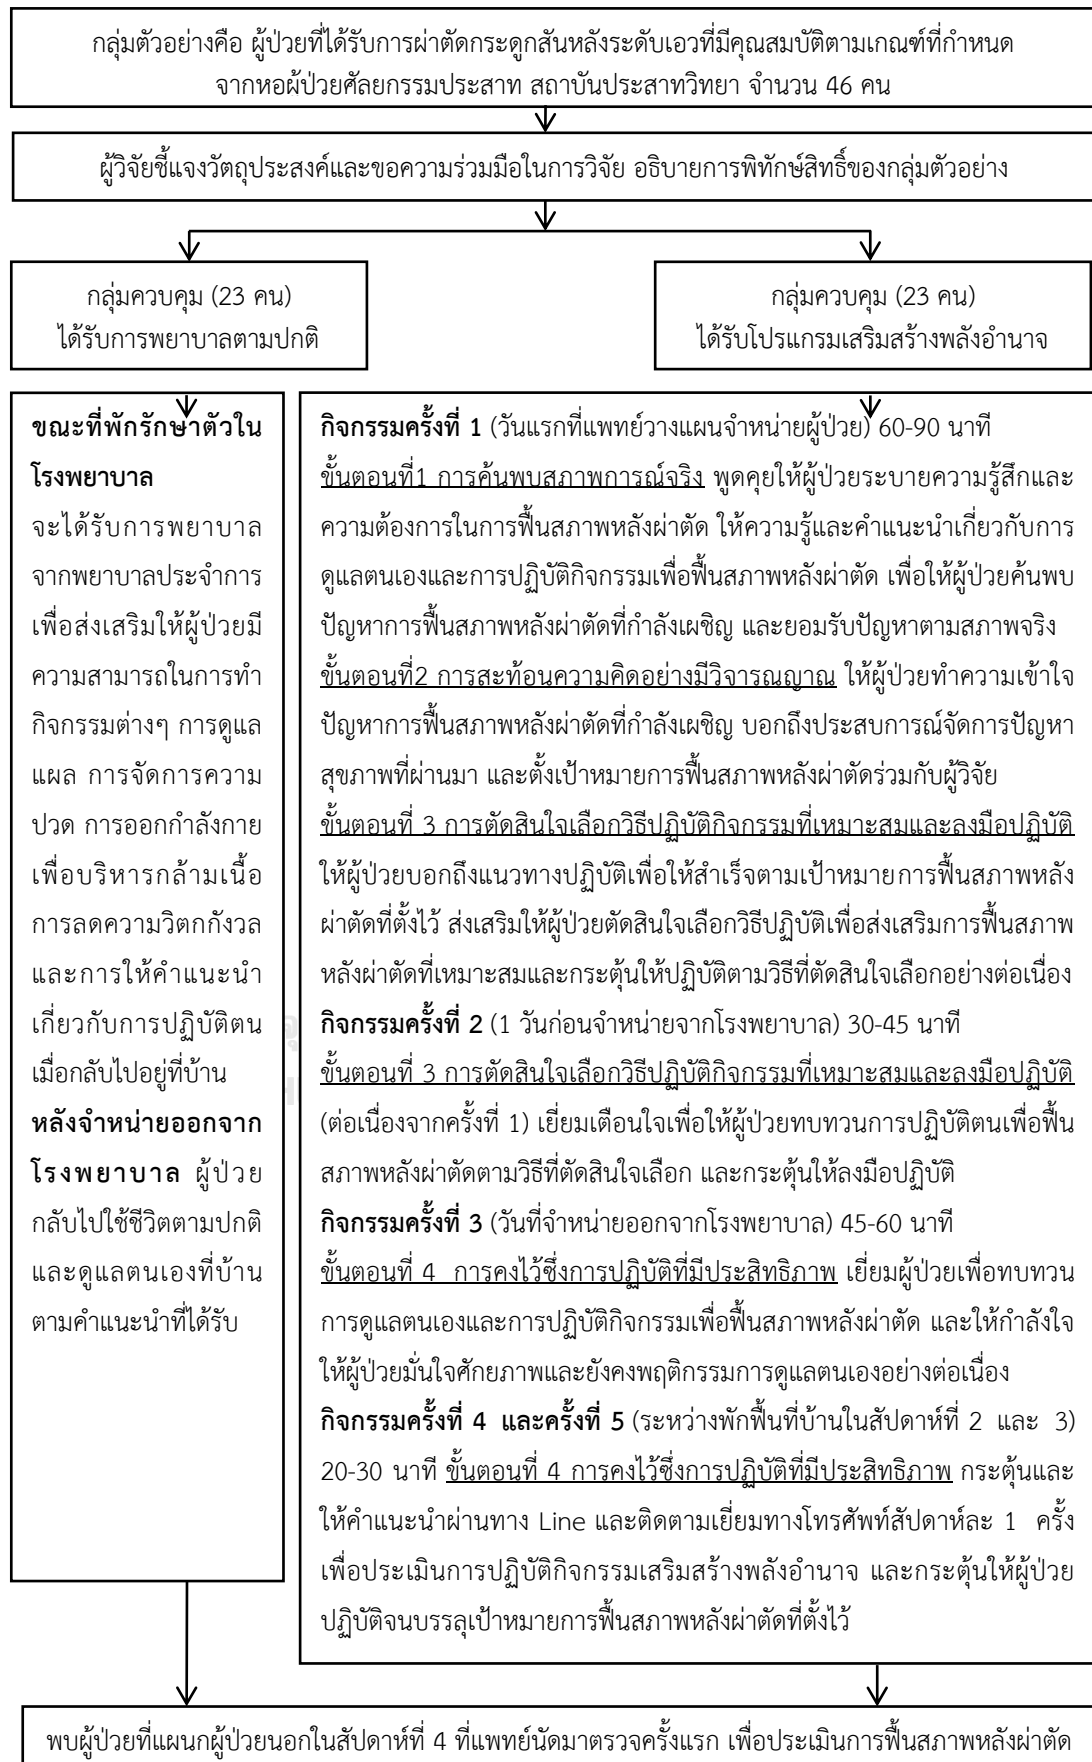 กลุ่มตัวอย่างคือ ผู้ป่วยที่ได้รับการผ่าตัดกระดูกสันหลังระดับเอวที่มีคุณสมบัติตามเกณฑ์ที่กำหนด
จากหอผู้ป่วยศัลยกรรมประสาท สถาบันประสาทวิทยา จำนวน 46 คน
ผู้วิจัยชี้แจงวัตถุประสงค์และขอความร่วมมือในการวิจัย อธิบายการพิทักษ์สิทธิ์ของกลุ่มตัวอย่าง
กลุ่มควบคุม (23 คน)
ได้รับการพยาบาลตามปกติ
กลุ่มควบคุม (23 คน)
ได้รับโปรแกรมเสริมสร้างพลังอำนาจ
ขณะที่พักรักษาตัวใน
โรงพยาบาล
จะได้รับการพยาบาล
จากพยาบาลประจำการ
เพื่อส่งเสริมให้ผู้ป่วยมี
ความสามารถในการทำ
กิจกรรมต่างๆ การดูแล
แผล การจัดการความ
ปวด การออกกำลังกาย
เพื่อบริหารกล้ามเนื้อ
การลดความวิตกกังวล
และการให้คำแนะนำ
เกี่ยวกับการปฏิบัติตน
เมื่อกลับไปอยู่ที่บ้าน
หลังจำหน่ายออกจาก
โรงพยาบาล ผู้ป่วย
กลับไปใช้ชีวิตตามปกติ
และดูแลตนเองที่บ้าน
ตามคำแนะนำที่ได้รับ
กิจกรรมครั้งที่ 1 (วันแรกที่แพทย์วางแผนจำหน่ายผู้ป่วย) 60-90 นาที
ขั้นตอนที่1 การค้นพบสภาพการณ์จริง พูดคุยให้ผู้ป่วยระบายความรู้สึกและ
ความต้องการในการฟื้นสภาพหลังผ่าตัด ให้ความรู้และคำแนะนำเกี่ยวกับการ
ดูแลตนเองและการปฏิบัติกิจกรรมเพื่อฟื้นสภาพหลังผ่าตัด เพื่อให้ผู้ป่วยค้นพบ
ปัญหาการฟื้นสภาพหลังผ่าตัดที่กำลังเผชิญ และยอมรับปัญหาตามสภาพจริง
ขั้นตอนที่2 การสะท้อนความคิดอย่างมีวิจารณญาณ ให้ผู้ป่วยทำความเข้าใจ
ปัญหาการฟื้นสภาพหลังผ่าตัดที่กำลังเผชิญ บอกถึงประสบการณ์จัดการปัญหา
สุขภาพที่ผ่านมา และตั้งเป้าหมายการฟื้นสภาพหลังผ่าตัดร่วมกับผู้วิจัย
ขั้นตอนที่ 3 การตัดสินใจเลือกวิธีปฏิบัติกิจกรรมที่เหมาะสมและลงมือปฏิบัติ
ให้ผู้ป่วยบอกถึงแนวทางปฏิบัติเพื่อให้สำเร็จตามเป้าหมายการฟื้นสภาพหลัง
ผ่าตัดที่ตั้งไว้ ส่งเสริมให้ผู้ป่วยตัดสินใจเลือกวิธีปฏิบัติเพื่อส่งเสริมการฟื้นสภาพ
หลังผ่าตัดที่เหมาะสมและกระตุ้นให้ปฏิบัติตามวิธีที่ตัดสินใจเลือกอย่างต่อเนื่อง
กิจกรรมครั้งที่ 2 (1 วันก่อนจำหน่ายจากโรงพยาบาล) 30-45 นาที
ขั้นตอนที่ 3 การตัดสินใจเลือกวิธีปฏิบัติกิจกรรมที่เหมาะสมและลงมือปฏิบัติ
(ต่อเนื่องจากครั้งที่ 1) เยี่ยมเตือนใจเพื่อให้ผู้ป่วยทบทวนการปฏิบัติตนเพื่อฟื้น
สภาพหลังผ่าตัดตามวิธีที่ตัดสินใจเลือก และกระตุ้นให้ลงมือปฏิบัติ
กิจกรรมครั้งที่ 3 (วันที่จำหน่ายออกจากโรงพยาบาล) 45-60 นาที
ขั้นตอนที่ 4 การคงไว้ซึ่งการปฏิบัติที่มีประสิทธิภาพ เยี่ยมผู้ป่วยเพื่อทบทวน
การดูแลตนเองและการปฏิบัติกิจกรรมเพื่อฟื้นสภาพหลังผ่าตัด และให้กำลังใจ
ให้ผู้ป่วยมั่นใจศักยภาพและยังคงพฤติกรรมการดูแลตนเองอย่างต่อเนื่อง
กิจกรรมครั้งที่ 4 และครั้งที่ 5 (ระหว่างพักฟื้นที่บ้านในสัปดาห์ที่ 2 และ 3)
20-30 นาที ขั้นตอนที่ 4 การคงไว้ซึ่งการปฏิบัติที่มีประสิทธิภาพ กระตุ้นและ
ให้คำแนะนำผ่านทาง Line และติดตามเยี่ยมทางโทรศัพท์สัปดาห์ละ 1 ครั้ง
เพื่อประเมินการปฏิบัติกิจกรรมเสริมสร้างพลังอำนาจ และกระตุ้นให้ผู้ป่วย
ปฏิบัติจนบรรลุเป้าหมายการฟื้นสภาพหลังผ่าตัดที่ตั้งไว้
พบผู้ป่วยที่แผนกผู้ป่วยนอกในสัปดาห์ที่ 4 ที่แพทย์นัดมาตรวจครั้งแรก เพื่อประเมินการฟื้นสภาพหลังผ่าตัด